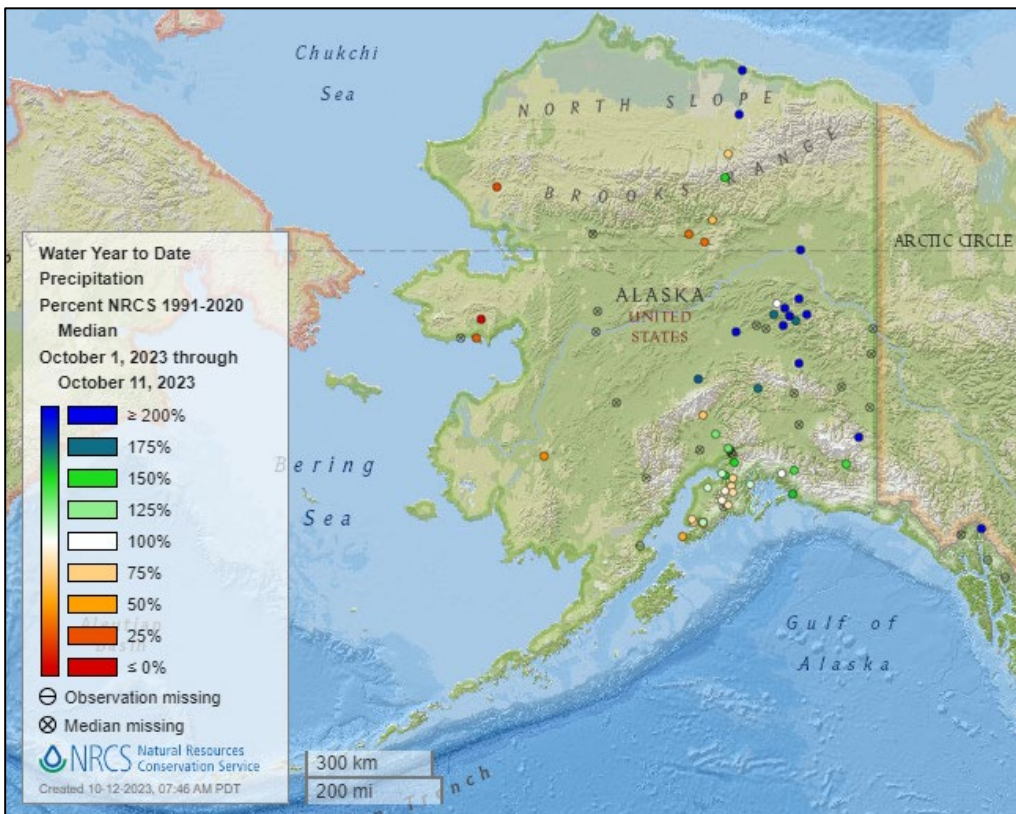 Chukchi
Sea
NORTH SLOPE
BROOKS RANGE
ARCTIC CIRCLE
ALASKA
UNITED
STATES
Bering
Sea
Gulf of
Alaska
Aleutian
Basin
Trench
Water Year to Date
Precipitation
Percent NRCS 1991-2020
Median
October 1, 2023 through
October 11, 2023
≥ 200%
175%
150%
125%
100%
75%
50%
25%
≤ 0%
Observation missing
Median missing
NRCS Natural Resources
Conservation Service
Created 10-12-2023, 07:46 AM PDT
300 km
200 mi